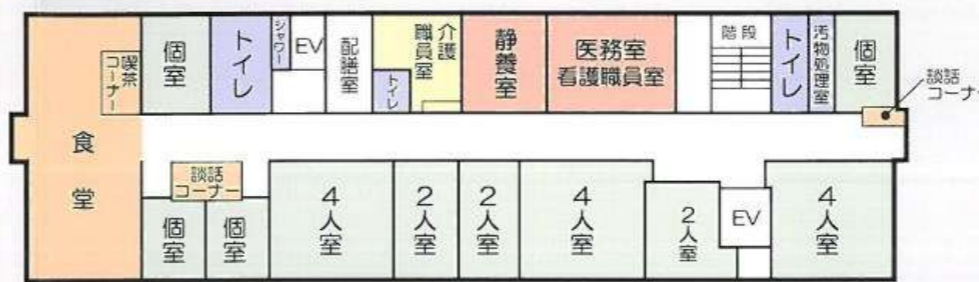 個室
トイレ
シャワー
EV
配膳室
介護
職員室
トイレ
静養室
医務室
看護職員室
階段
トイレ
汚物処理室
個室
談話
コーナー
喫茶
コーナー
食堂
談話
コーナー
個室
個室
4人室
2人室
2人室
4人室
2人室
EV
4人室